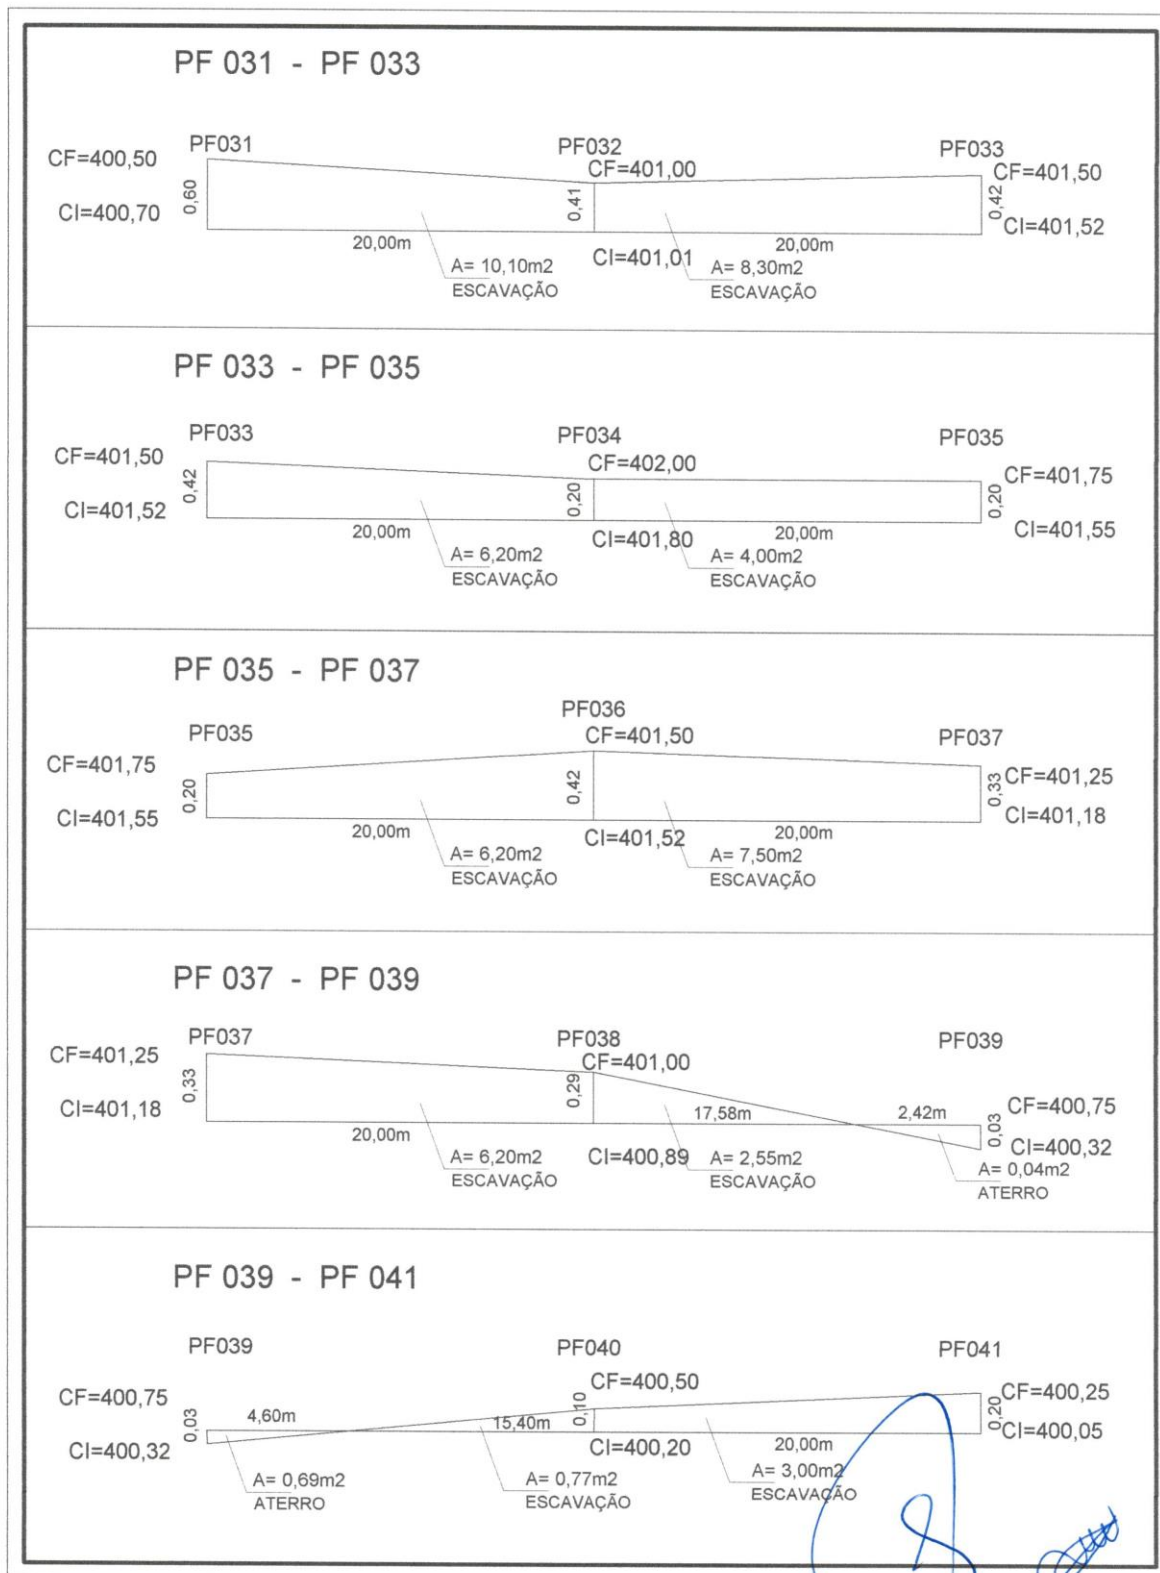 PF 031 - PF 033
PF031
PF032
PF033
CF=400,50
CF=401,00
CF=401,50
0,60
0,41
0,42
CI=400,70
CI=401,52
20,00m
20,00m
CI=401,01
A= 10,10m2
ESCAVAÇÃO
A= 8,30m2
ESCAVAÇÃO
PF 033 - PF 035
PF033
PF034
PF035
CF=401,50
CF=402,00
CF=401,75
0,42
0,20
0,20
CI=401,52
CI=401,55
20,00m
20,00m
CI=401,80
A= 6,20m2
ESCAVAÇÃO
A= 4,00m2
ESCAVAÇÃO
PF 035 - PF 037
PF035
PF036
PF037
CF=401,75
CF=401,50
CF=401,25
0,20
0,42
0,33
CI=401,55
CI=401,18
20,00m
20,00m
CI=401,52
A= 6,20m2
ESCAVAÇÃO
A= 7,50m2
ESCAVAÇÃO
PF 037 - PF 039
PF037
PF038
PF039
CF=401,25
CF=401,00
CF=400,75
0,33
0,29
0,03
CI=401,18
17,58m
2,42m
CI=400,32
20,00m
CI=400,89
A= 6,20m2
ESCAVAÇÃO
A= 2,55m2
ESCAVAÇÃO
A= 0,04m2
ATERRO
PF 039 - PF 041
PF039
PF040
PF041
CF=400,75
CF=400,50
CF=400,25
0,03
0,10
0,20
4,60m
15,40m
CI=400,32
CI=400,20
20,00m
CI=400,05
A= 0,69m2
ATERRO
A= 0,77m2
ESCAVAÇÃO
A= 3,00m2
ESCAVAÇÃO